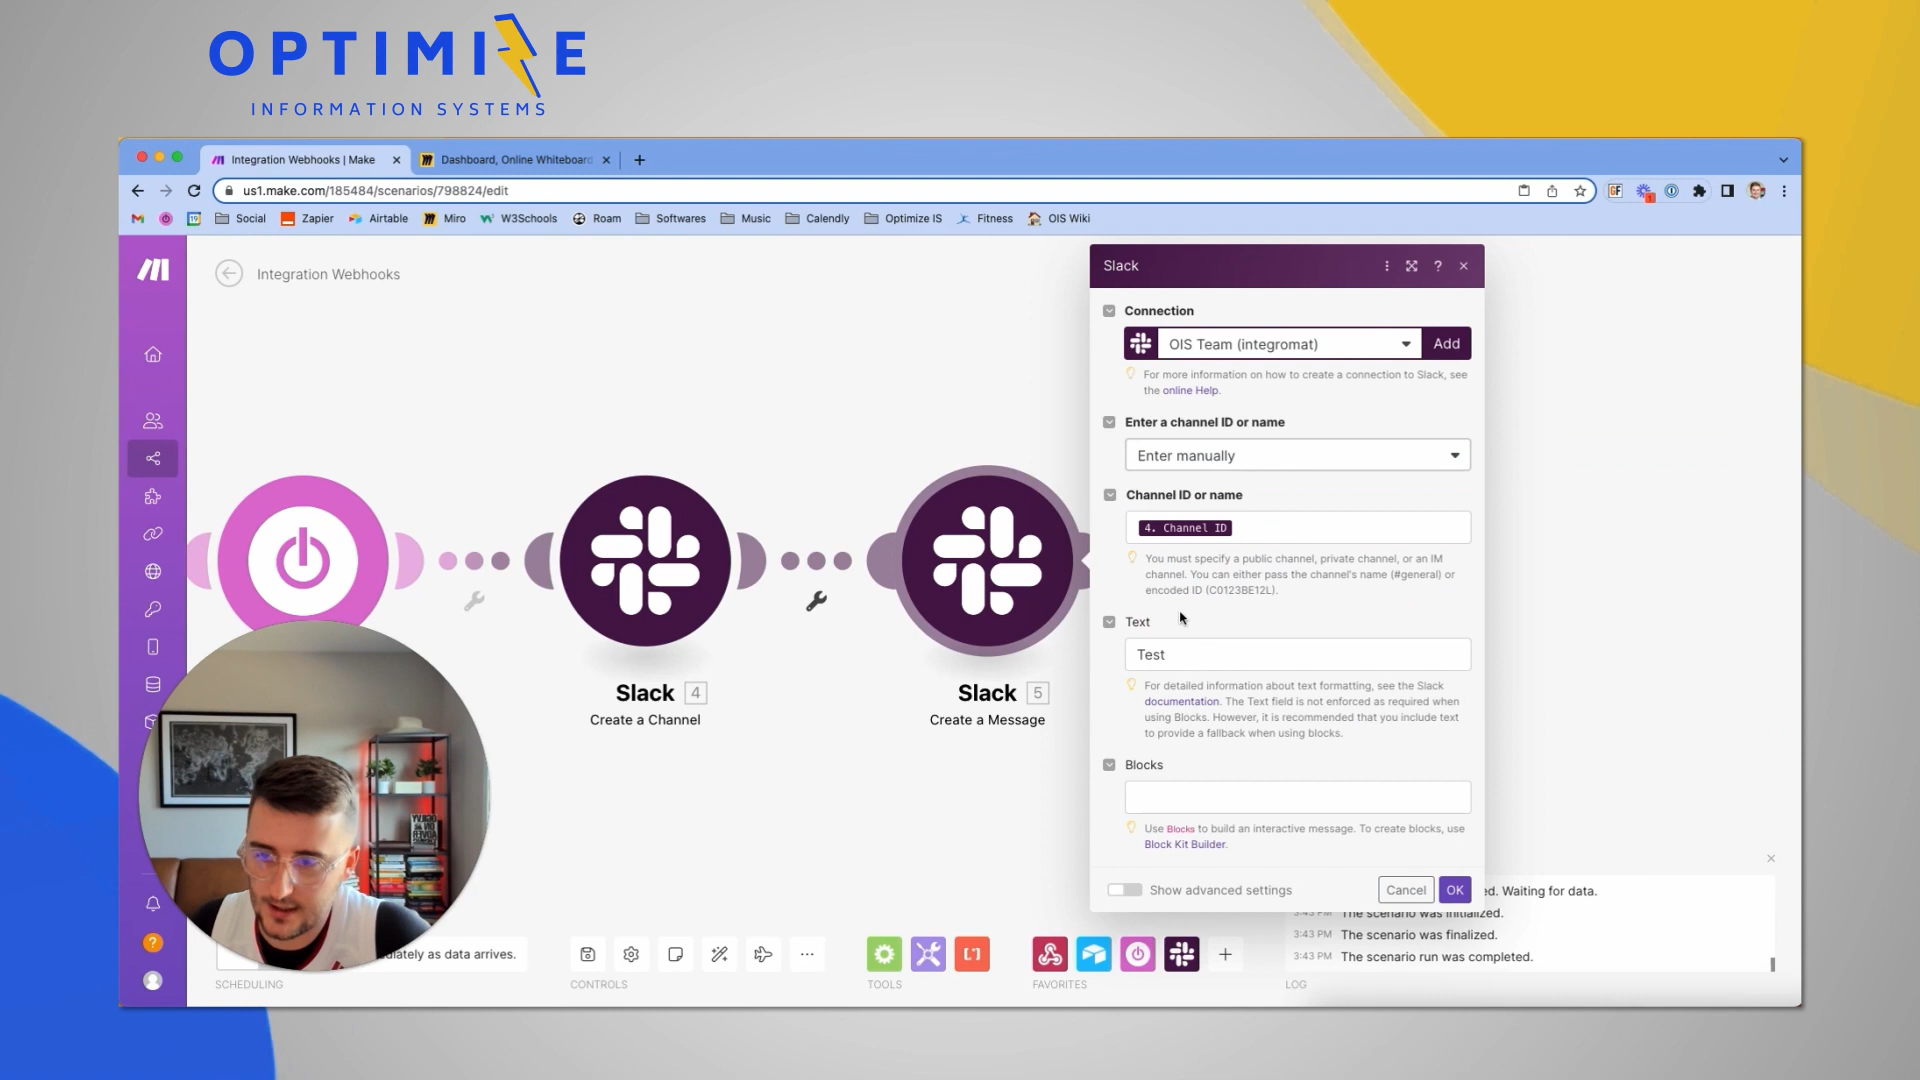 OPTIMIZE
INFORMATION SYSTEMS
Integration Webhooks | Make
Dashboard, Online Whiteboard
us1.make.com/185484/scenarios/798824/edit
Social
Zapier
Airtable
Miro
W3Schools
Roam
Softwares
Music
Calendly
Optimize IS
Fitness
OIS Wiki
Integration Webhooks
Slack
?
Connection
OIS Team (integromat)
Add
For more information on how to create a connection to Slack, see
the online Help.
Enter a channel ID or name
Enter manually
Channel ID or name
4. Channel ID
You must specify a public channel, private channel, or an IM
channel. You can either pass the channel's name (#general) or
encoded ID (C0123BE12L).
Text
Test
For detailed information about text formatting, see the Slack
documentation. The Text field is not enforced as required when
using Blocks. However, it is recommended that you include text
to provide a fallback when using blocks.
Blocks
Use Blocks to build an interactive message. To create blocks, use
Block Kit Builder.
Show advanced settings
Cancel
OK
Slack 4
Create a Channel
Slack 5
Create a Message
ed. Waiting for data.
3:43 PM The scenario was initialized.
3:43 PM The scenario was finalized.
3:43 PM The scenario run was completed.
diately as data arrives.
SCHEDULING
CONTROLS
TOOLS
FAVORITES
LOG